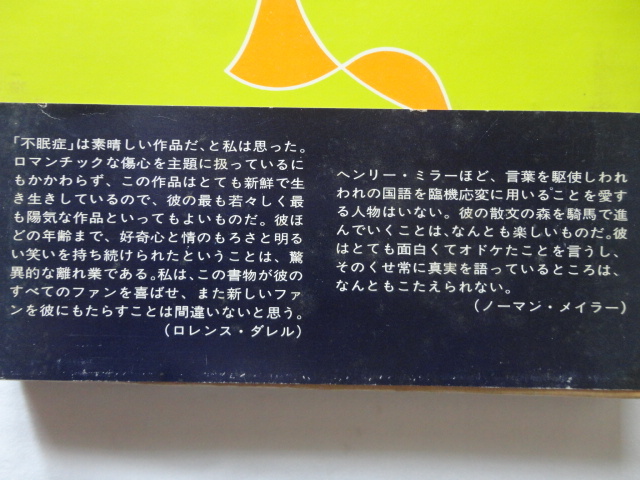 「不眠症」は素晴しい作品だ、と私は思った。
ロマンチックな傷心を主題に扱っているに
もかかわらず、この作品はとても新鮮で生
き生きしているので、彼の最も若々しく最
も陽気な作品といってもよいものだ。彼ほ
どの年齢まで、好奇心と情のもろさと明る
い笑いを持ち続けられたということは、驚
異的な離れ業である。私は、この書物が彼の
すべてのファンを喜ばせ、また新しいファ
ンを彼にもたらすことは間違いないと思う。
(ロレンス・ダレル)
ヘンリー・ミラーほど、言葉を駆使しわれ
われの国語を臨機応変に用いることを愛す
る人物はいない。彼の散文の森を騎馬で進
んでいくことは、なんとも楽しいものだ。彼
はとても面白くてオドケたことを言うし、
そのくせ常に真実を語っているところは、
なんともこたえられない。
(ノーマン・メイラー)